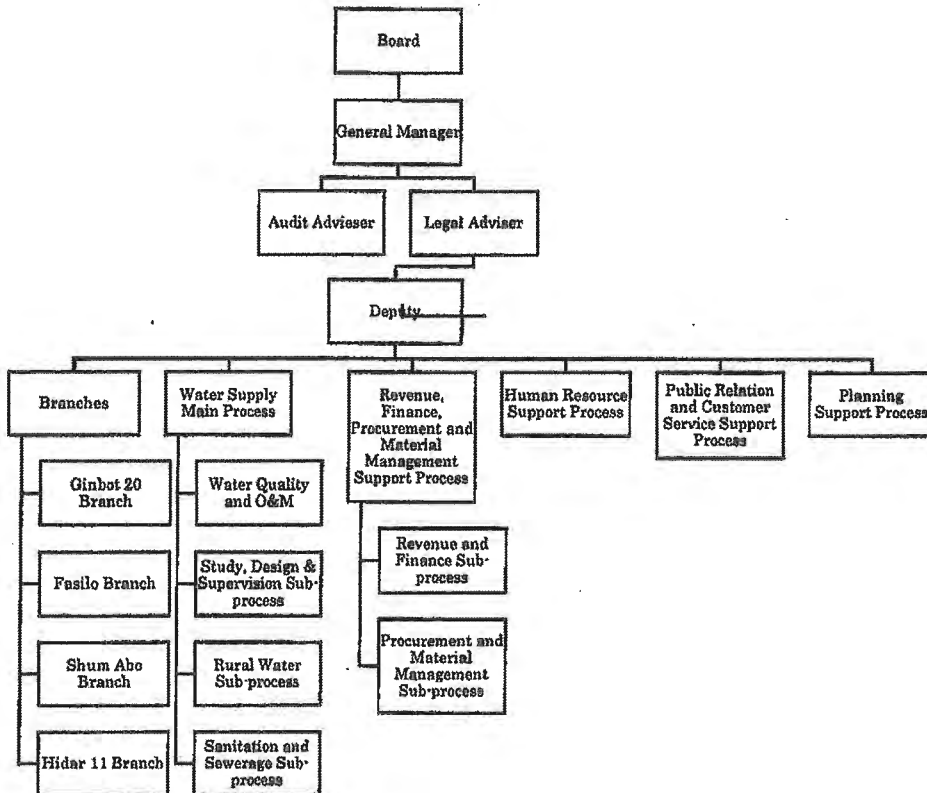 Board
General Manager
Audit Advieser
Legal Adviser
Deputy
Branches
Water Supply
Main Process
Revenue,
Finance,
Procurement and
Material
Management
Support Process
Human Resource
Support Process
Public Relation
and Customer
Service Support
Process
Planning
Support Process
Ginbot 20
Branch
Fasilo Branch
Shum Abo
Branch
Hidar 11 Branch
Water Quality
and O&M
Study, Design &
Supervision Sub-
process
Rural Water
Sub-process
Sanitation and
Sewerage Sub-
process
Revenue and
Finance Sub-
process
Procurement and
Material
Management
Sub-process